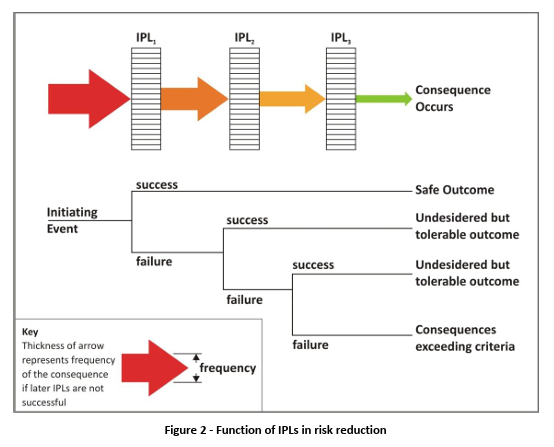 IPL1 IPL2 IPL3
Consequence
Occurs
success
Safe Outcome
Initiating
Event
success
Undesidered but
tolerable outcome
failure
success
Undesidered but
tolerable outcome
failure
Consequences
exceeding criteria
failure
Key
Thickness of arrow
represents frequency
of the consequence
if later IPLs are not
successful
frequency
Figure 2 - Function of IPLs in risk reduction